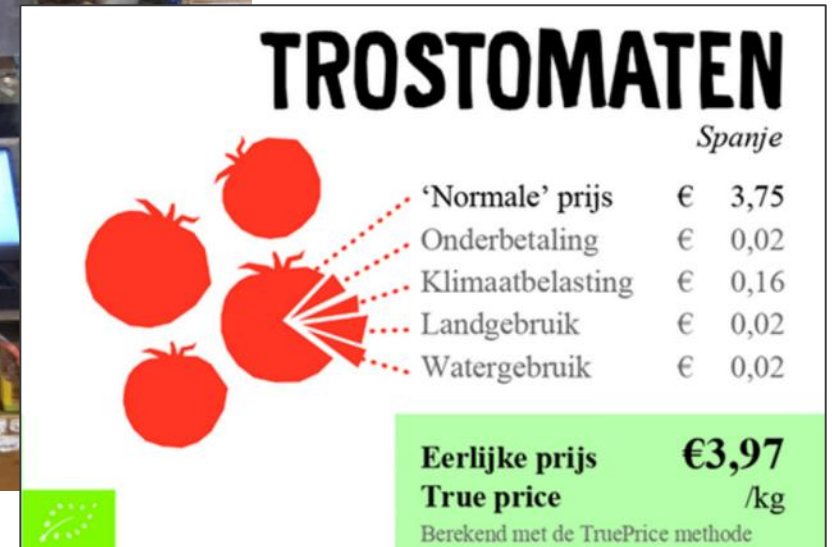 TROSTOMATEN
Spanje
‘Normale’ prijs € 3,75
Onderbetaling € 0,02
Klimaatbelasting € 0,16
Landgebruik € 0,02
Watergebruik € 0,02
Eerlijke prijs €3,97
True price /kg
Berekend met de TruePrice methode